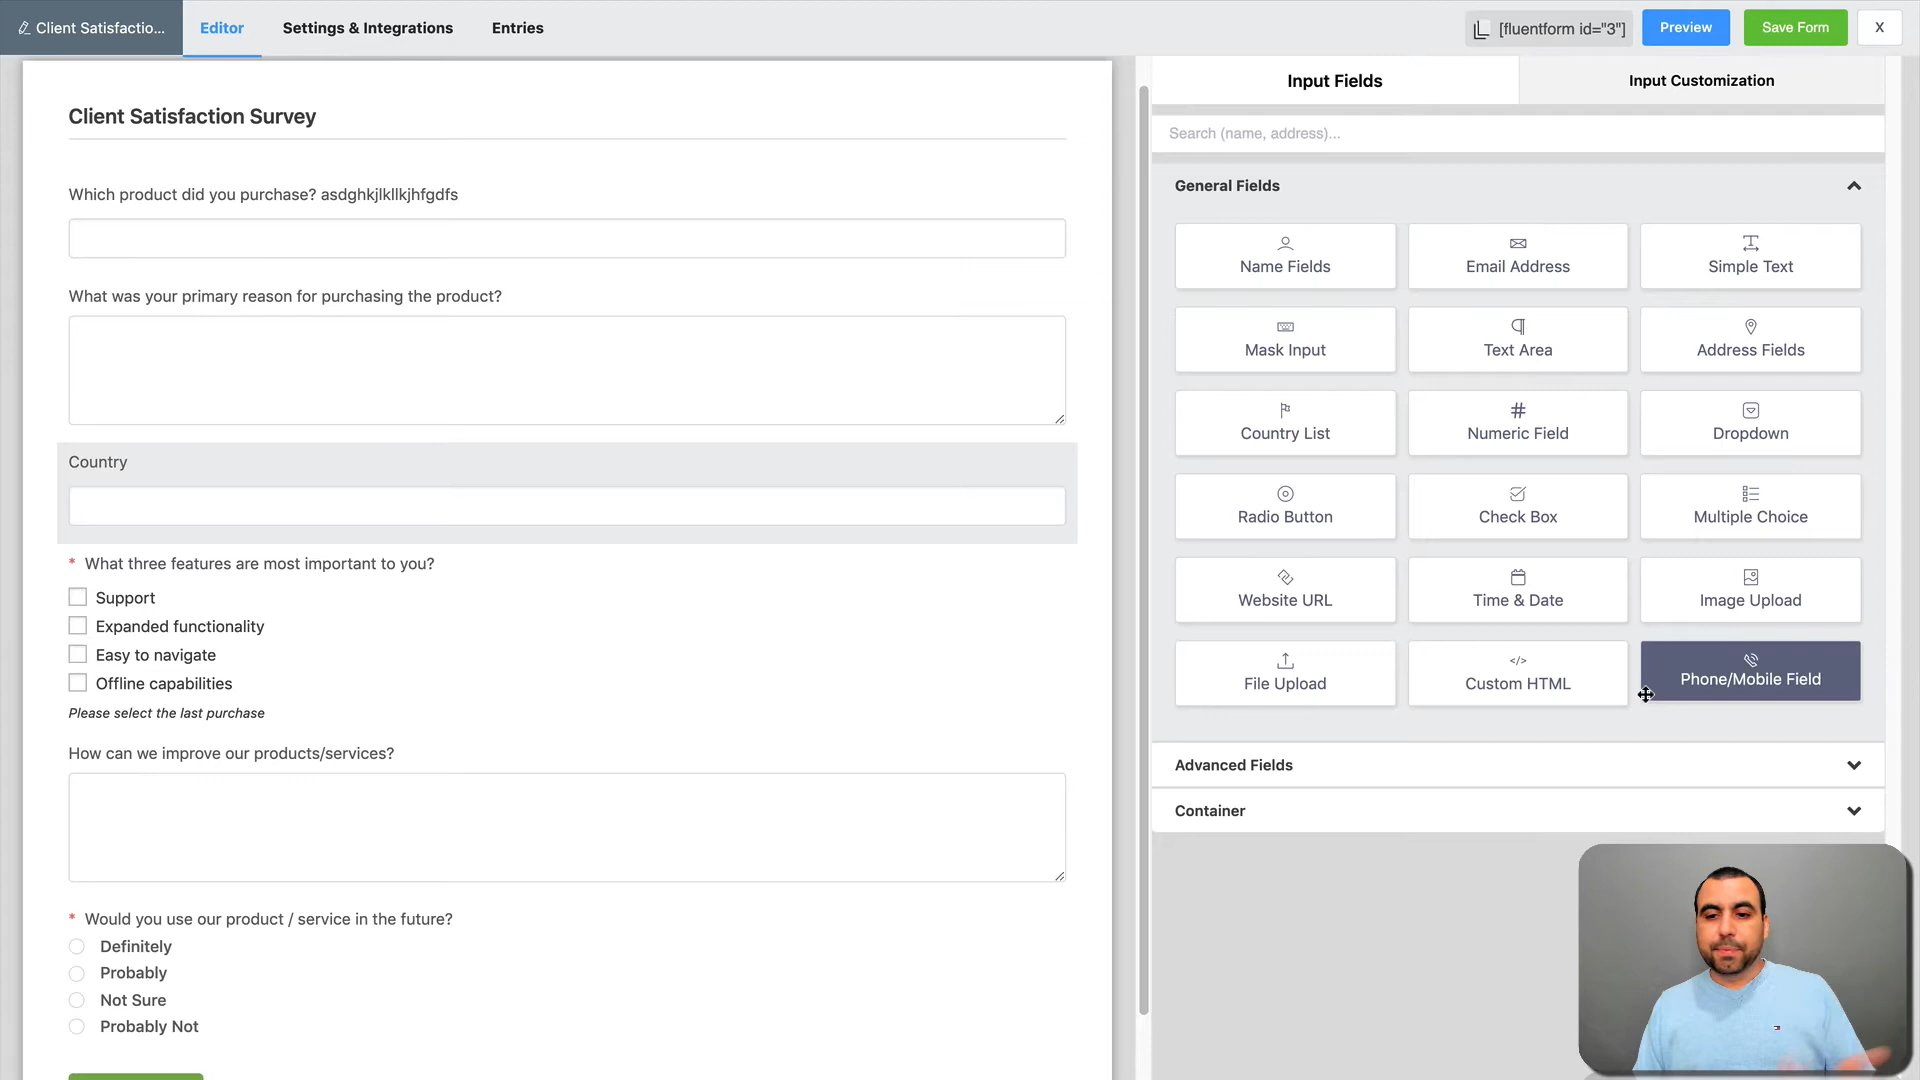 Client Satisfactio...
Editor
Settings & Integrations
Entries
[fluentform id="3"]
Preview
Save Form
X
Client Satisfaction Survey
Which product did you purchase? asdghkjlkllkjhfgdfs
What was your primary reason for purchasing the product?
Country
* What three features are most important to you?
Support
Expanded functionality
Easy to navigate
Offline capabilities
Please select the last purchase
How can we improve our products/services?
* Would you use our product / service in the future?
Definitely
Probably
Not Sure
Probably Not
Input Fields
Input Customization
Search (name, address)...
General Fields
Name Fields
Email Address
Simple Text
Mask Input
Text Area
Address Fields
Country List
Numeric Field
Dropdown
Radio Button
Check Box
Multiple Choice
Website URL
Time & Date
Image Upload
File Upload
Custom HTML
Phone/Mobile Field
Advanced Fields
Container